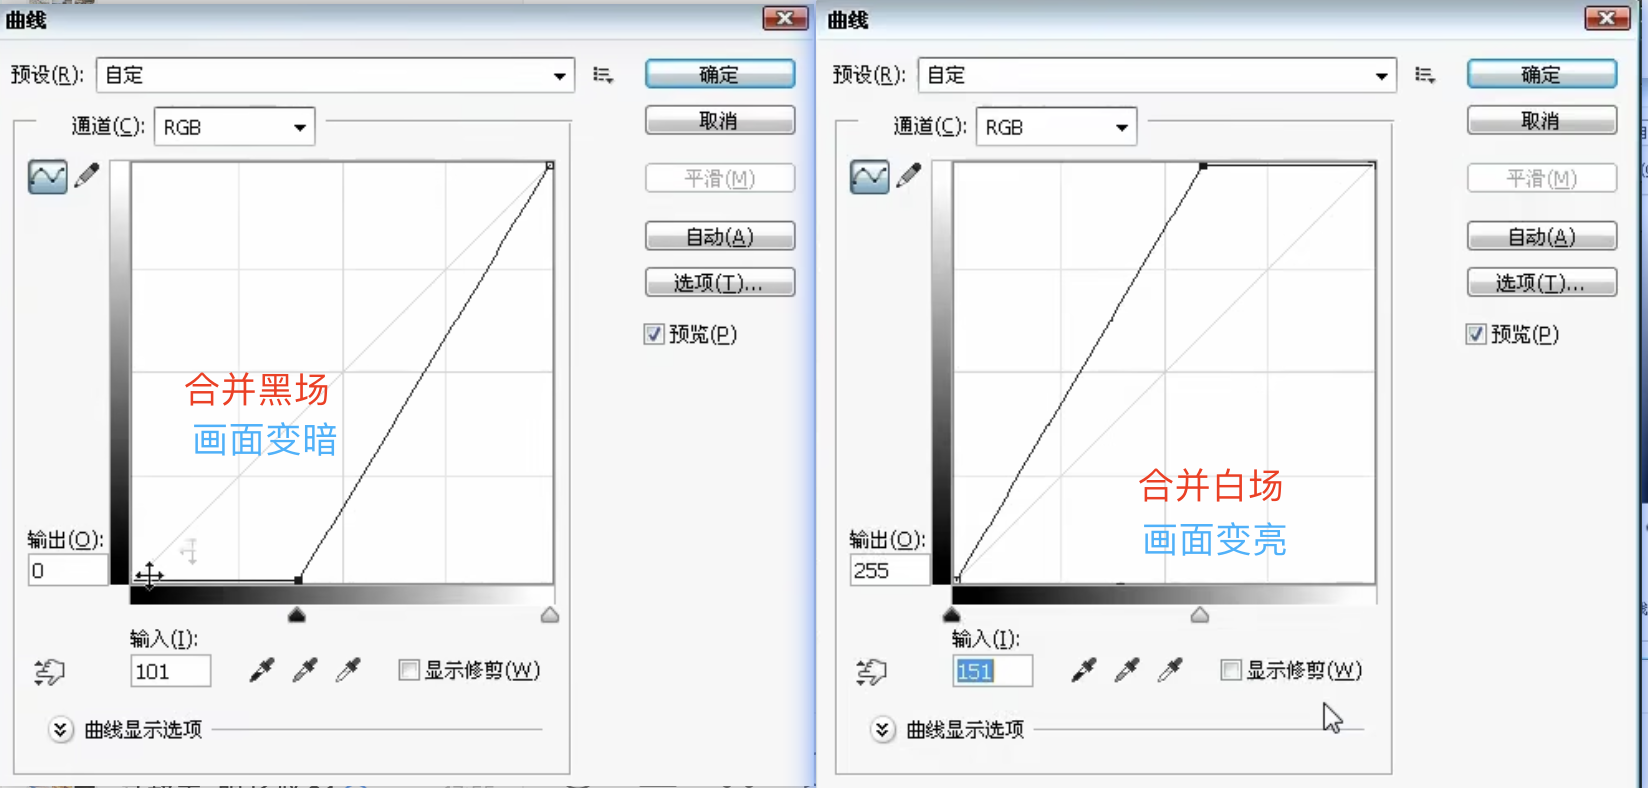 曲线
预设(R): 自定
确定
通道(C): RGB
取消
平滑(M)
自动(A)
选项(T)...
预览(P)
合并黑场
画面变暗
输出(O):
0
输入(I):
101
显示修剪(W)
曲线显示选项
曲线
预设(R): 自定
确定
通道(C): RGB
取消
平滑(M)
自动(A)
选项(T)...
预览(P)
合并白场
画面变亮
输出(O):
255
输入(I):
151
显示修剪(W)
曲线显示选项